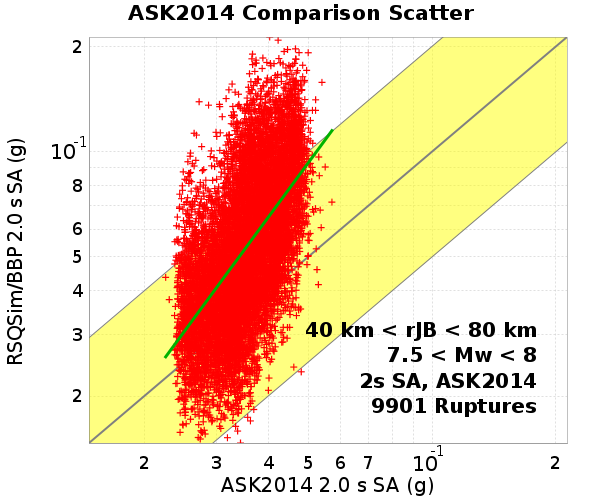 ASK2014 Comparison Scatter
RSQSim/BBP 2.0 s SA (g)
2
10-1
8
6
5
4
3
2
40 km < rJB < 80 km
7.5 < Mw < 8
2s SA, ASK2014
9901 Ruptures
2 3 4 5 6 7 10-1 2
ASK2014 2.0 s SA (g)